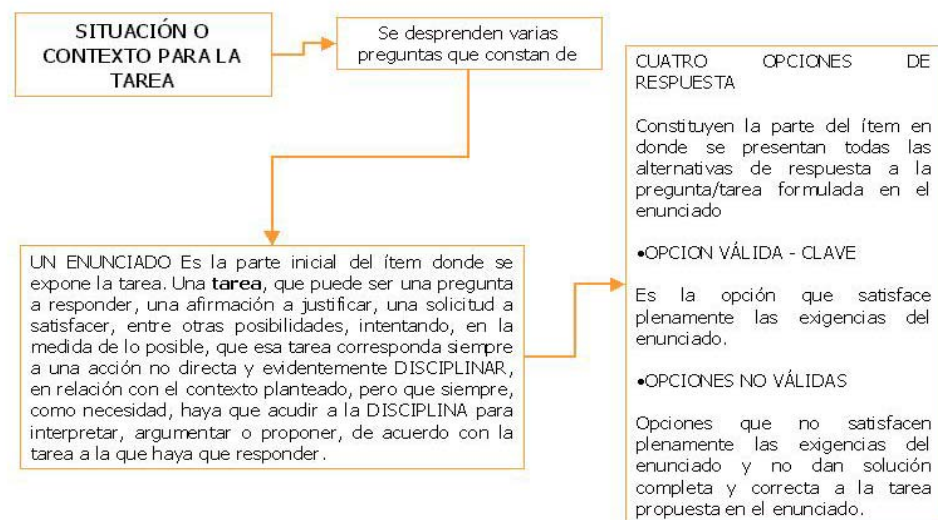 SITUACIÓN O
CONTEXTO PARA LA
TAREA
Se desprenden varias
preguntas que constan de
UN ENUNCIADO Es la parte inicial del ítem donde se
expone la tarea. Una tarea, que puede ser una pregunta
a responder, una afirmación a justificar, una solicitud a
satisfacer, entre otras posibilidades, intentando, en la
medida de lo posible, que esa tarea corresponda siempre
a una acción no directa y evidentemente DISCIPLINAR,
en relación con el contexto planteado, pero que siempre,
como necesidad, haya que acudir a la DISCIPLINA para
interpretar, argumentar o proponer, de acuerdo con la
tarea a la que haya que responder.
CUATRO OPCIONES DE
RESPUESTA
Constituyen la parte del ítem en
donde se presentan todas las
alternativas de respuesta a la
pregunta/tarea formulada en el
enunciado
•OPCION VÁLIDA - CLAVE
Es la opción que satisface
plenamente las exigencias del
enunciado.
•OPCIONES NO VÁLIDAS
Opciones que no satisfacen
plenamente las exigencias del
enunciado y no dan solución
completa y correcta a la tarea
propuesta en el enunciado.